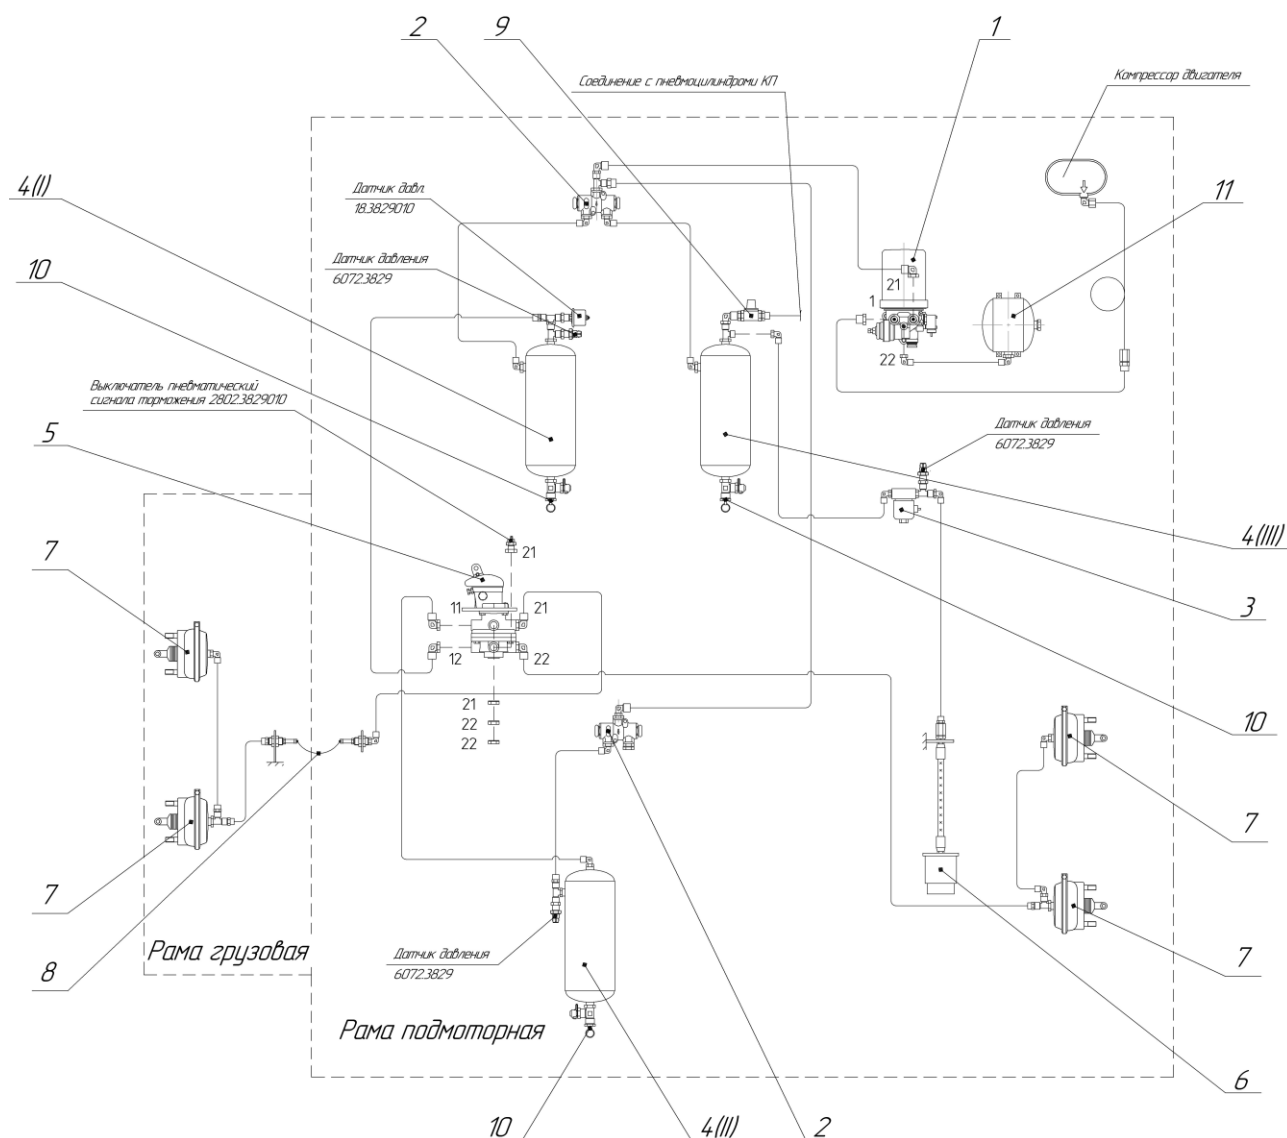 2
9
1
Соединение с пневмоцилиндрами КП
Компрессор двигателя
4(I)
Датчик давл.
18.3829010
11
10
Датчик давления
6072.3829
21
1
22
Выключатель пневматический
сигнала торможения 2802.3829010
5
Датчик давления
6072.3829
21
4(III)
7
11
21
3
12
22
21
22
22
10
7
7
7
Рама грузовая
8
Датчик давления
6072.3829
7
Рама подмоторная
6
10
4(II)
2